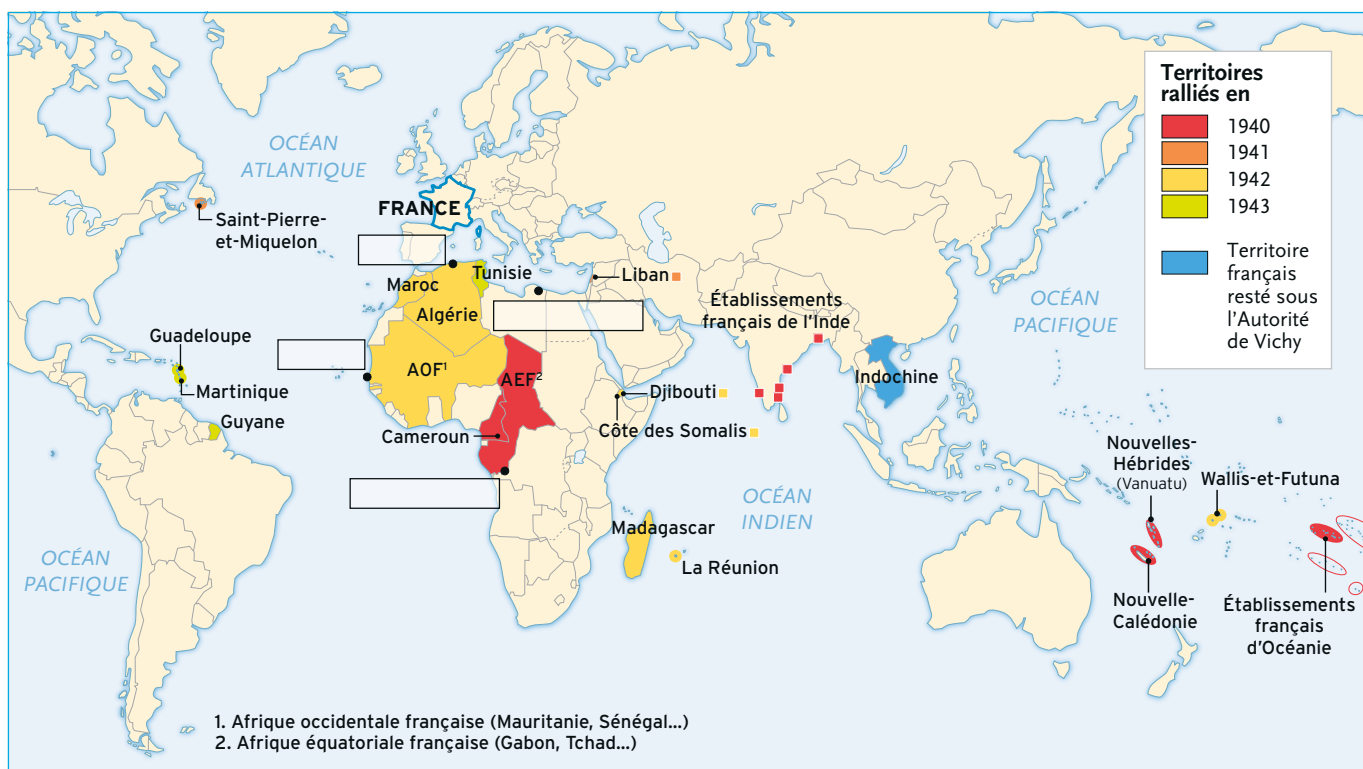 Territoires
ralliés en
1940
1941
1942
1943
Territoire
français
resté sous
l'Autorité
de Vichy
OCÉAN
ATLANTIQUE
FRANCE
Saint-Pierre-
et-Miquelon
Tunisie
Maroc
Algérie
Liban
Établissements
français de l'Inde
OCÉAN
PACIFIQUE
Guadeloupe
Martinique
Guyane
AOF1
AEF2
Indochine
Djibouti
Côte des Somalis
Cameroun
Nouvelles-
Hébrides
(Vanuatu)
Wallis-et-Futuna
OCÉAN
INDIEN
Madagascar
La Réunion
OCÉAN
PACIFIQUE
Nouvelle-
Calédonie
Établissements
français
d'Océanie
1. Afrique occidentale française (Mauritanie, Sénégal...)
2. Afrique équatoriale française (Gabon, Tchad...)